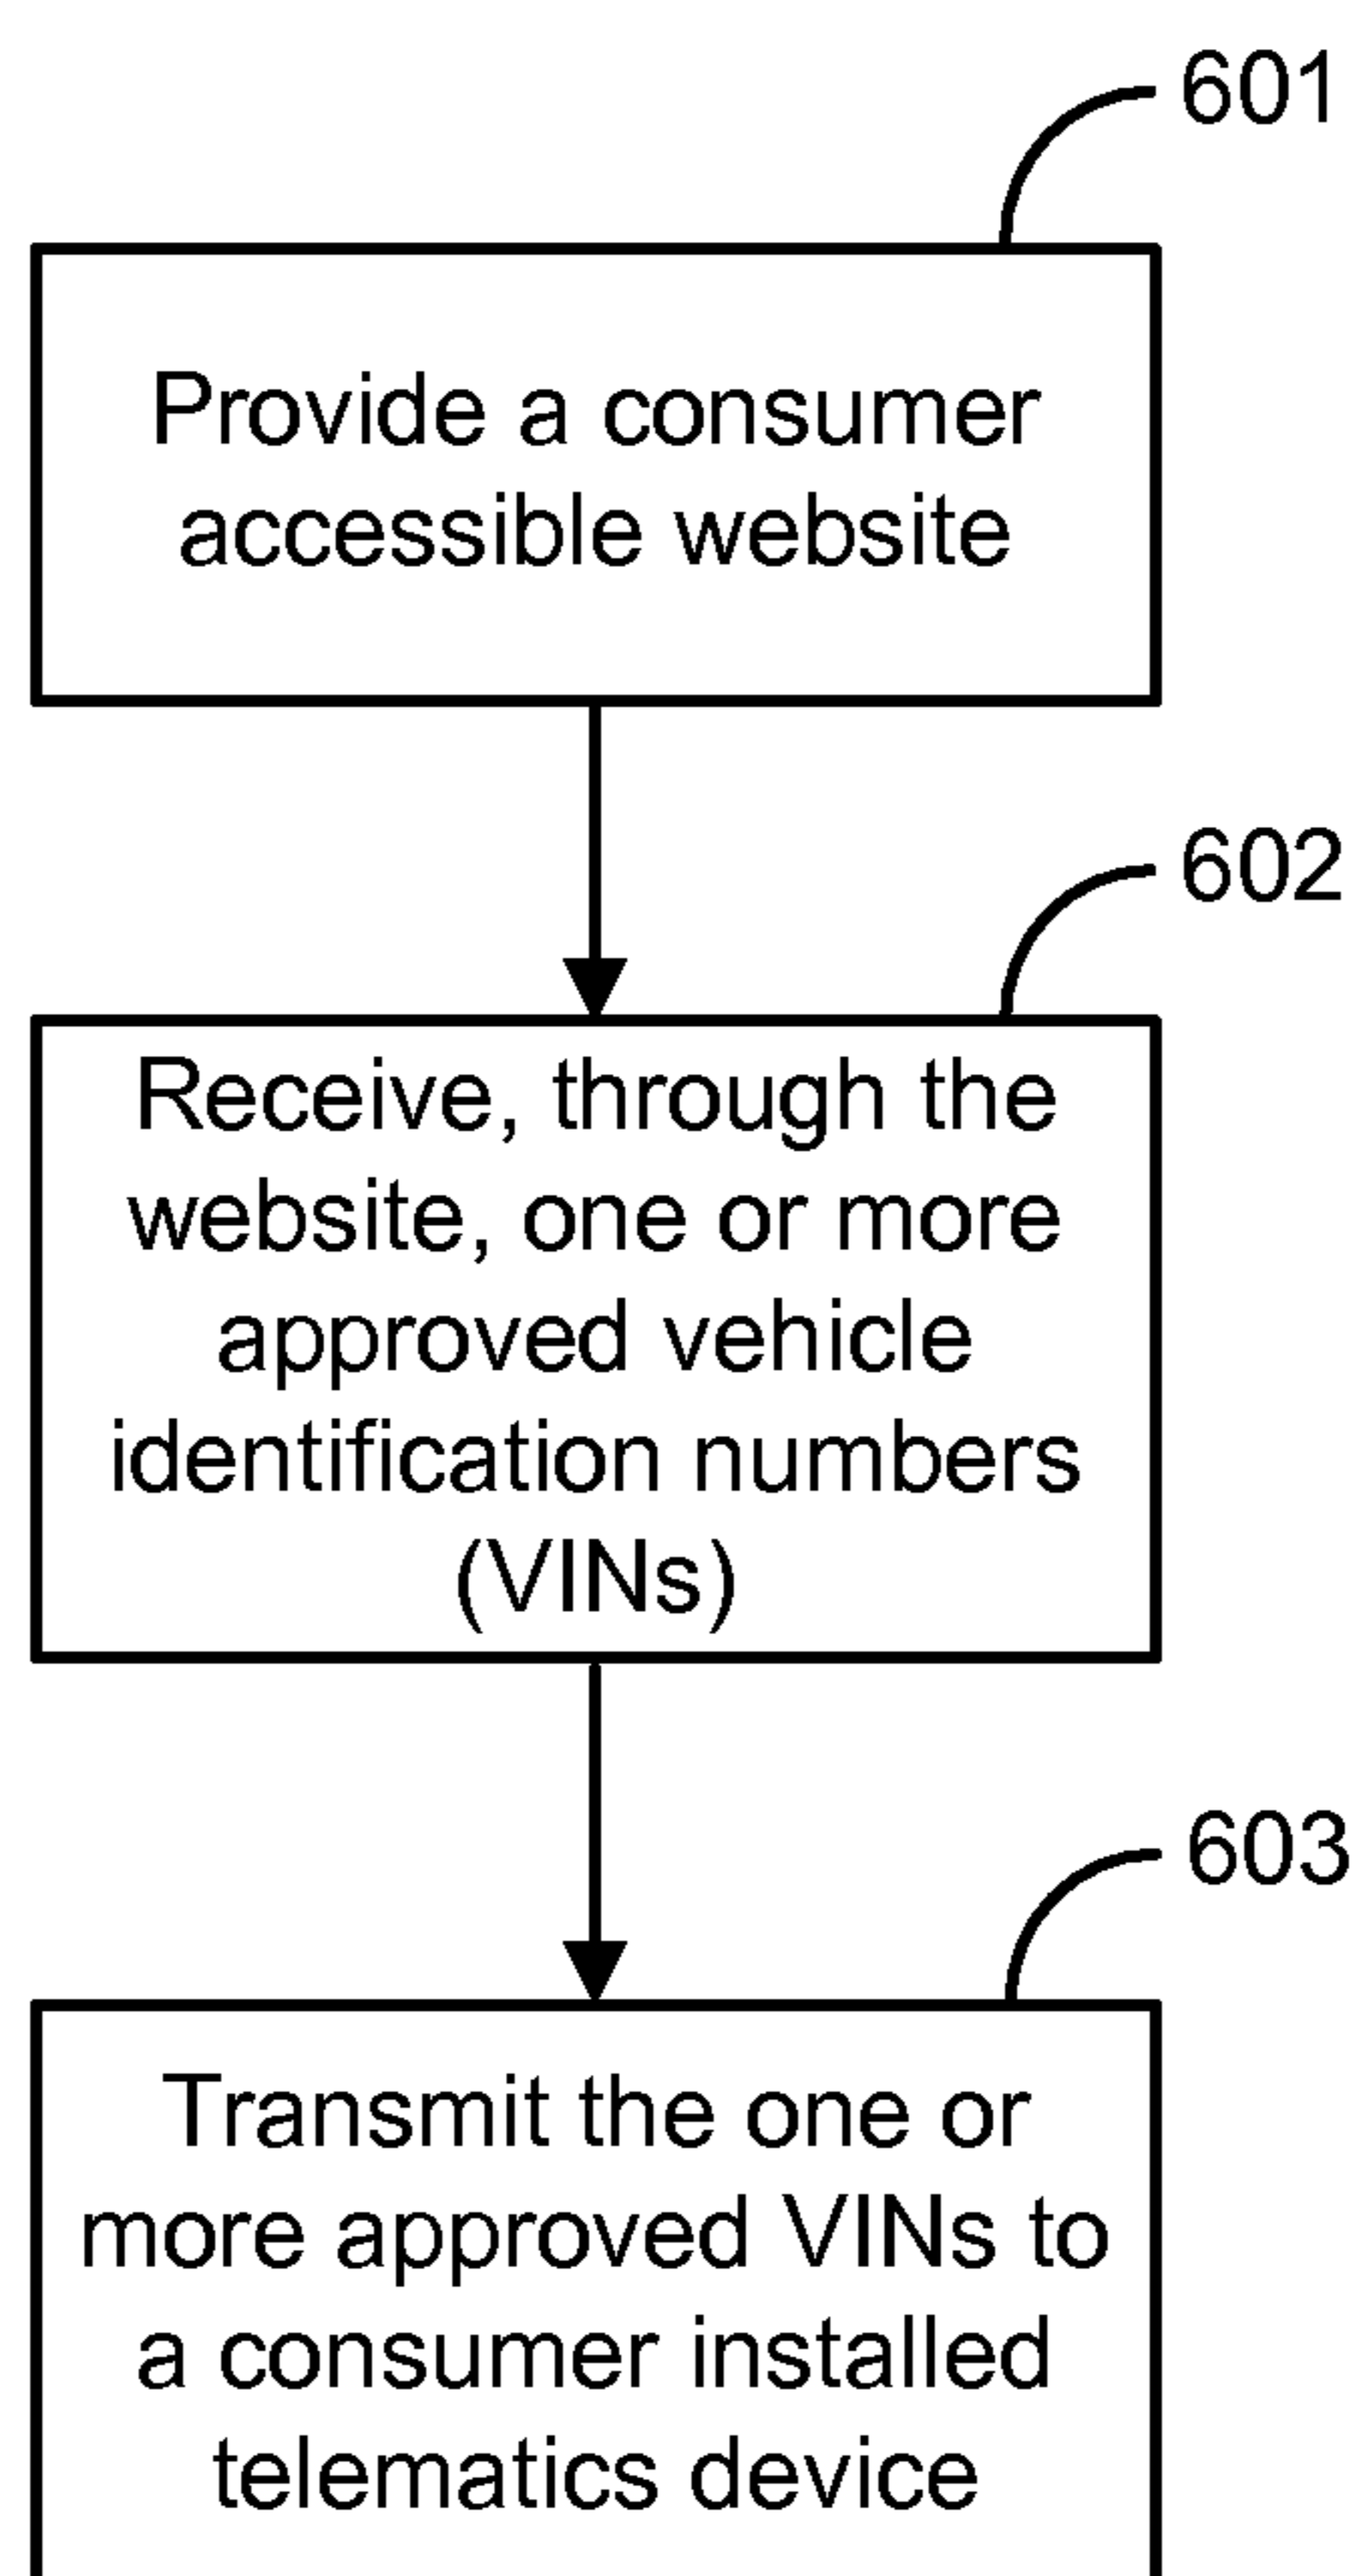 601
Provide a consumer
accessible website
602
Receive, through the
website, one or more
approved vehicle
identification numbers
(VINs)
603
Transmit the one or
more approved VINs to
a consumer installed
telematics device